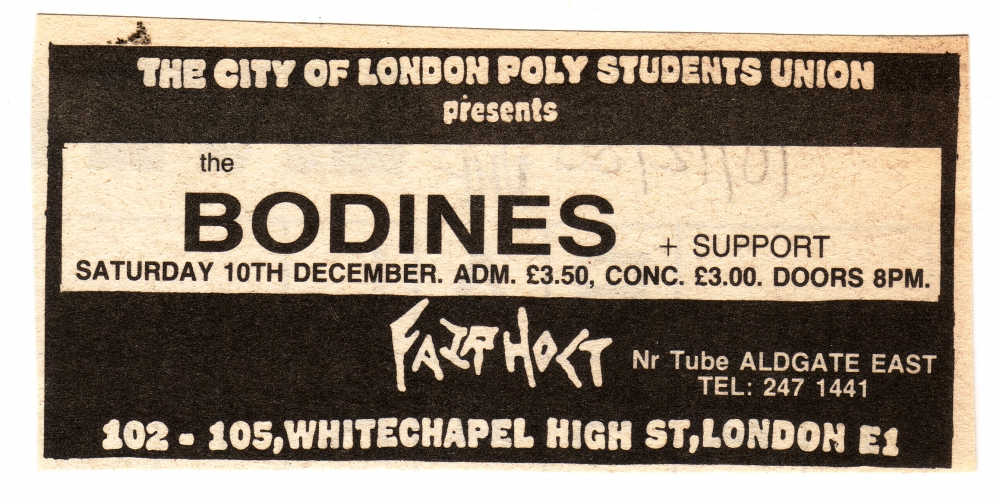 THE CITY OF LONDON POLY STUDENTS UNION
presents
the
BODINES + SUPPORT
SATURDAY 10TH DECEMBER. ADM. £3.50, CONC. £3.00. DOORS 8PM.
FAIRHOLT
Nr Tube ALDGATE EAST
TEL: 247 1441
102 - 105, WHITECHAPEL HIGH ST, LONDON E1